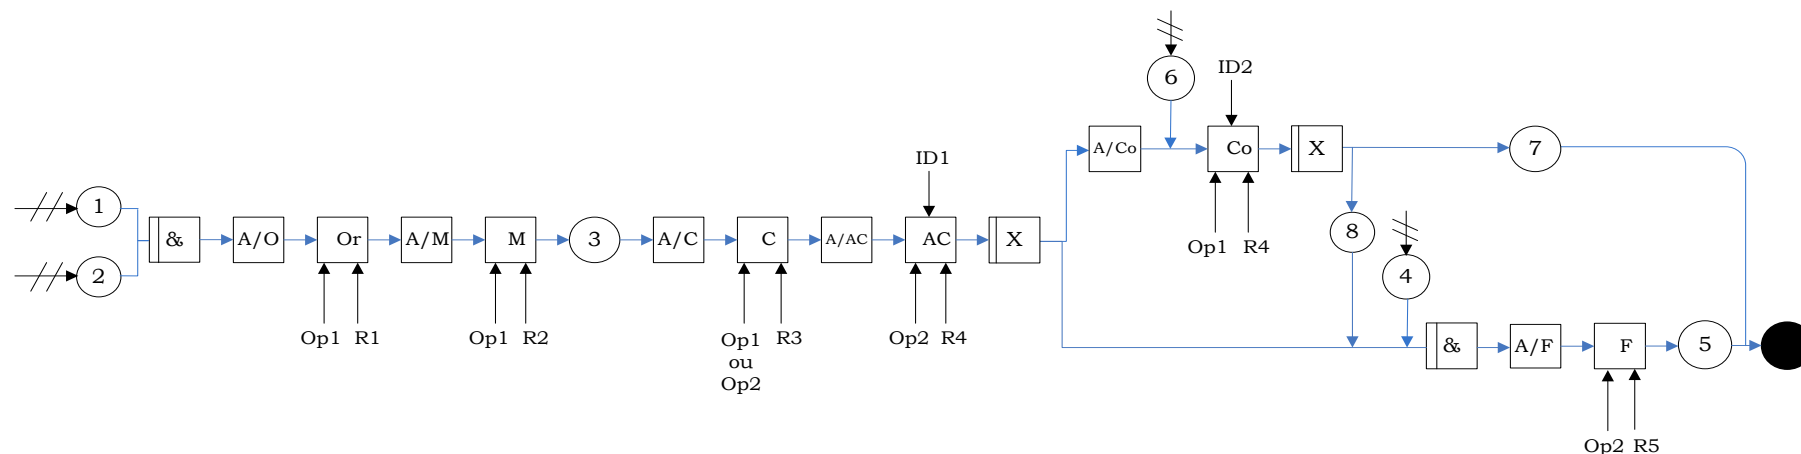 6
ID2
A/Co
Co
X
7
ID1
1
&
A/O
Or
A/M
M
3
A/C
C
A/AC
AC
X
8
Op1 R4
2
4
Op1 R1
Op1 R2
Op1 R3
ou
Op2
Op2 R4
&
A/F
F
5
Op2 R5